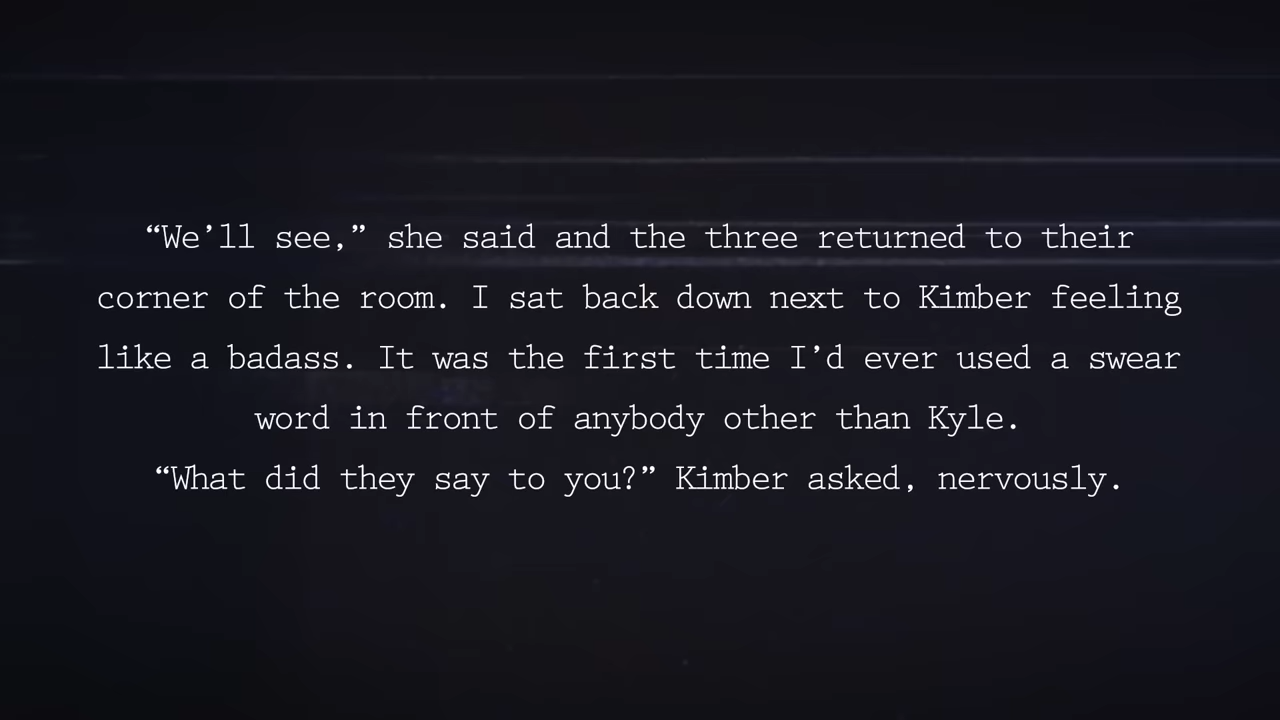 “We’ll see,” she said and the three returned to their
corner of the room. I sat back down next to Kimber feeling
like a badass. It was the first time I’d ever used a swear
word in front of anybody other than Kyle.
“What did they say to you?” Kimber asked, nervously.